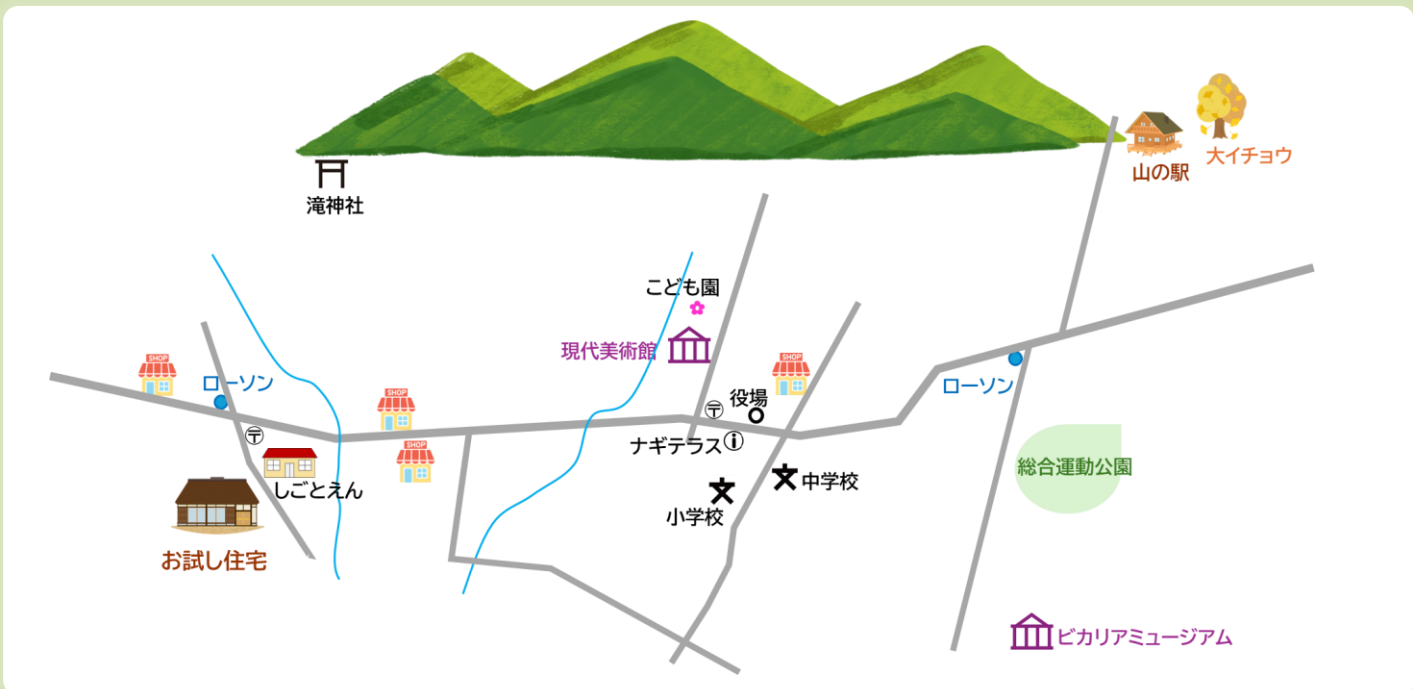 大イチョウ
山の駅
滝神社
こども園
現代美術館
SHOP
SHOP
ローソン
ローソン
SHOP
役場
〒
〒
ナギテラス
i
SHOP
総合運動公園
中学校
しごとえん
小学校
お試し住宅
ビカリアミュージアム